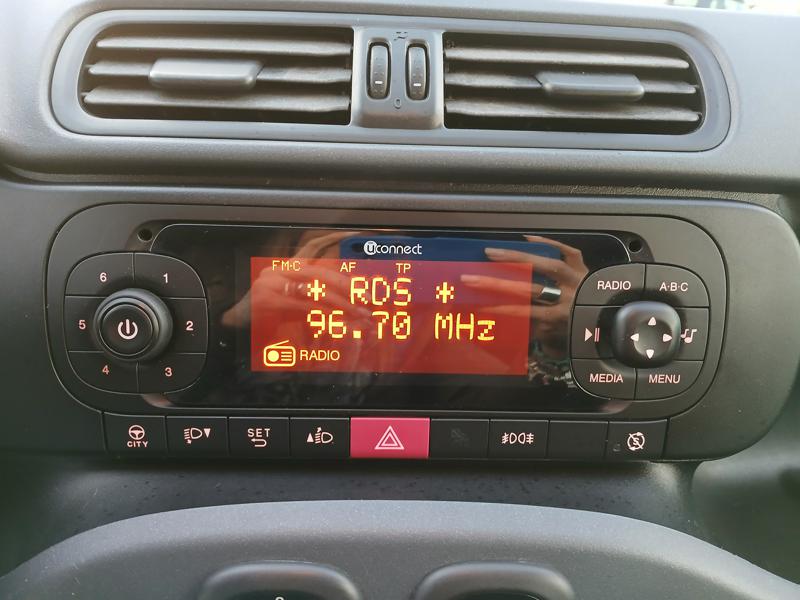 uconnect
FM-C AF TP
* RDS *
96.70 MHz
RADIO
6 1
5 2
4 3
RADIO A·B·C
MEDIA MENU
CITY
SET